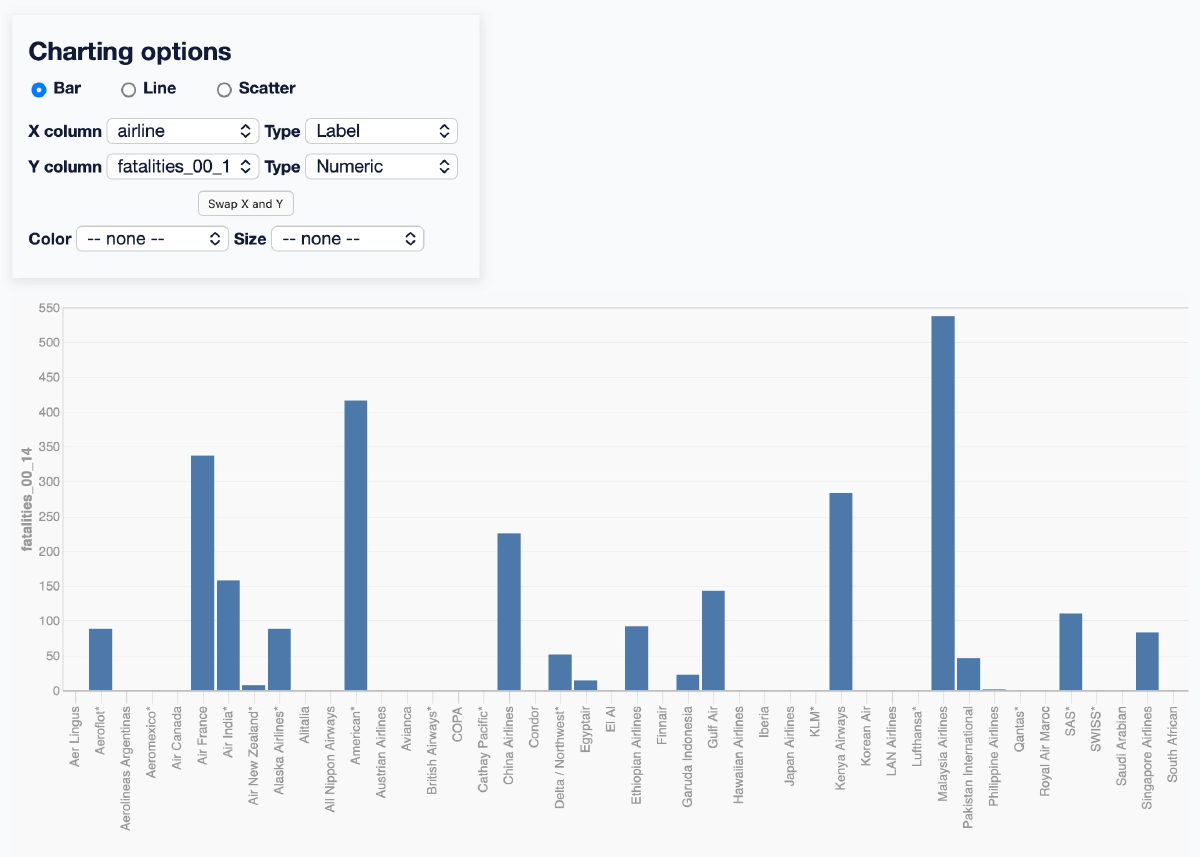 Charting options
Bar Line Scatter
X column airline Type Label
Y column fatalities_00_1 Type Numeric
Swap X and Y
Color -- none -- Size -- none --
550
500
450
400
350
300
250
200
150
100
50
0
fatalities_00_14
Aer Lingus
Aeroflot*
Aerolineas Argentinas
Aeromexico*
Air Canada
Air France
Air India*
Air New Zealand*
Alaska Airlines*
Alitalia
All Nippon Airways
American*
Austrian Airlines
Avianca
British Airways*
COPA
Cathay Pacific*
China Airlines
Condor
Delta / Northwest*
Egyptair
El Al
Ethiopian Airlines
Finnair
Garuda Indonesia
Gulf Air
Hawaiian Airlines
Iberia
Japan Airlines
KLM*
Kenya Airways
Korean Air
LAN Airlines
Lufthansa*
Malaysia Airlines
Pakistan International
Philippine Airlines
Qantas*
Royal Air Maroc
SAS*
SWISS*
Saudi Arabian
Singapore Airlines
South African